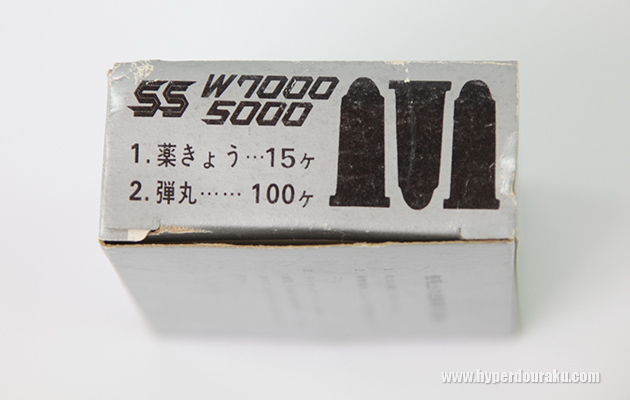 SS W7000
5000
1. 薬きょう…15ヶ
2. 弾丸…… 100ヶ
www.hyperdouraku.com